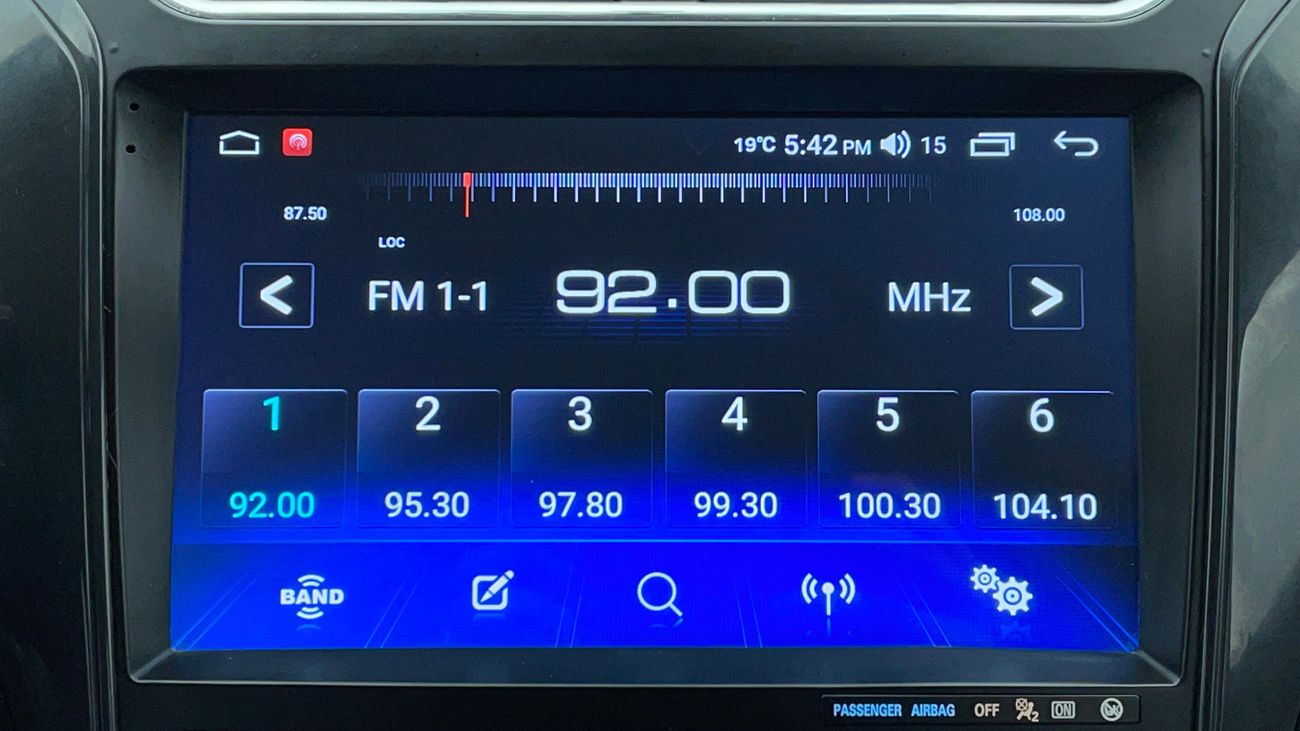 19℃ 5:42 PM 15
87.50 108.00
LOC
FM 1-1 92.00 MHz
1 2 3 4 5 6
92.00 95.30 97.80 99.30 100.30 104.10
BAND
PASSENGER AIRBAG OFF 2 ON